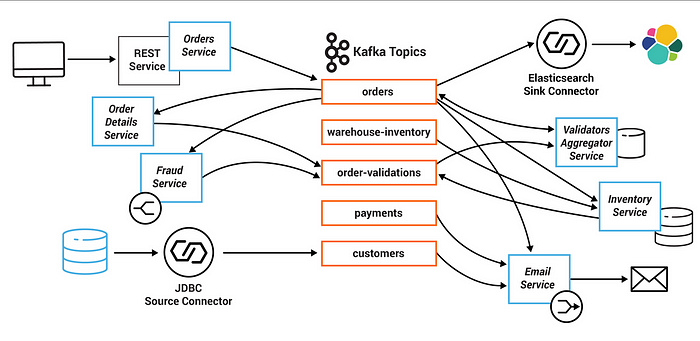 Orders
Service
REST
Service
Kafka Topics
Elasticsearch
Sink Connector
orders
Order
Details
Service
warehouse-inventory
Validators
Aggregator
Service
Fraud
Service
order-validations
Inventory
Service
payments
customers
Email
Service
JDBC
Source Connector